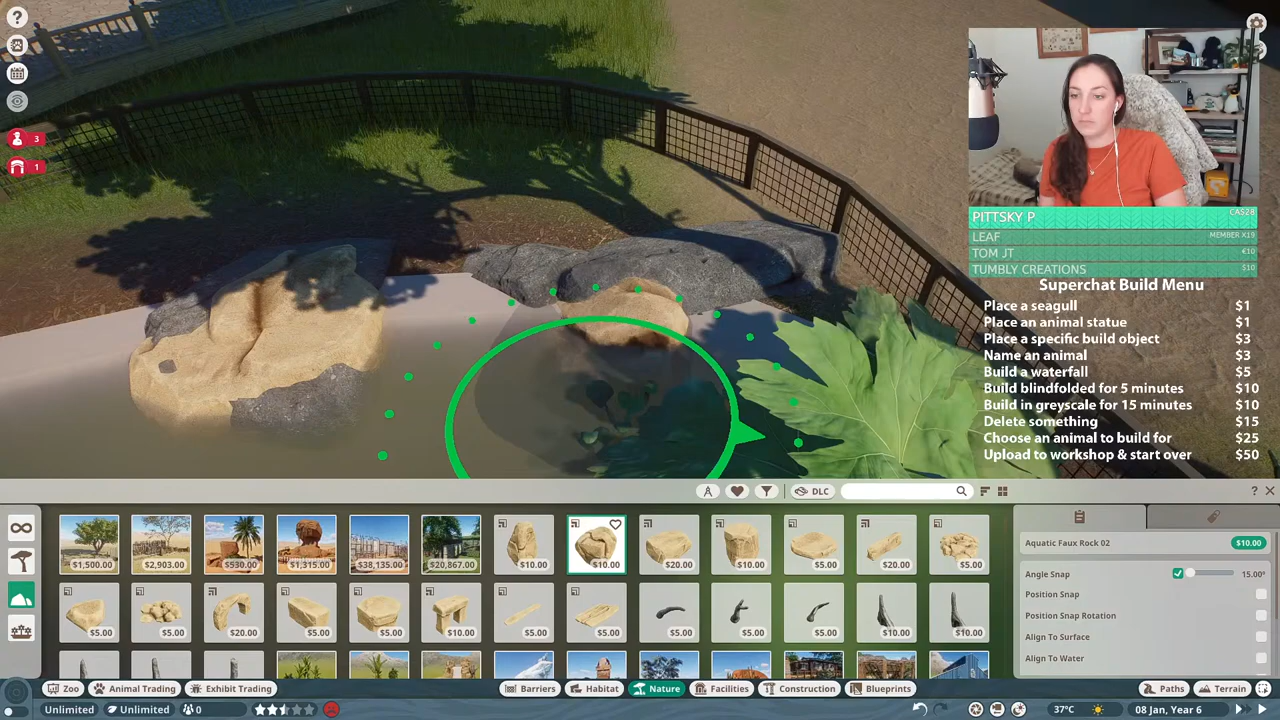 ?
3
1
PITTSKY P CA$28
LEAF MEMBER X19
TOM JT €10
TUMBLY CREATIONS $10
Superchat Build Menu
Place a seagull $1
Place an animal statue $1
Place a specific build object $3
Name an animal $3
Build a waterfall $5
Build blindfolded for 5 minutes $10
Build in greyscale for 15 minutes $10
Delete something $15
Choose an animal to build for $25
Upload to workshop & start over $50
DLC
? ×
$1,500.00 $2,903.00 $530.00 $1,315.00 $38,135.00 $20,867.00 $10.00 $10.00 $20.00 $10.00 $5.00 $20.00 $5.00
$5.00 $5.00 $20.00 $5.00 $5.00 $10.00 $5.00 $5.00 $5.00 $5.00 $5.00 $10.00 $10.00
Aquatic Faux Rock 02 $10.00
Angle Snap 15.00°
Position Snap
Position Snap Rotation
Align To Surface
Align To Water
Zoo Animal Trading Exhibit Trading Barriers Habitat Nature Facilities Construction Blueprints Paths Terrain
Unlimited Unlimited 0 37°C 08 Jan, Year 6